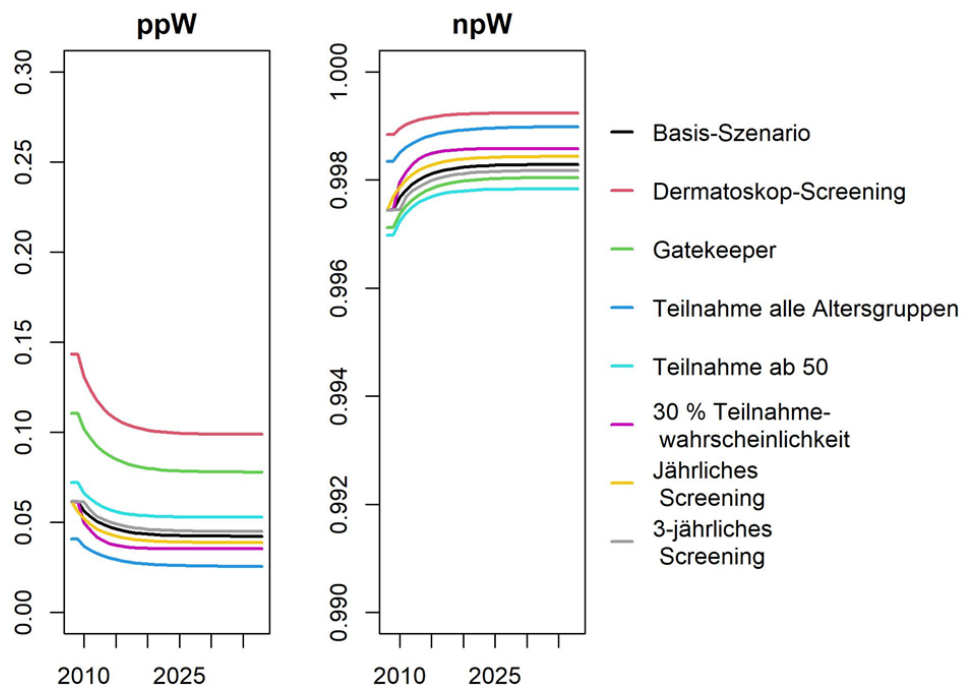 ppW
npW
0.30
0.25
0.20
0.15
0.10
0.05
0.00
2010
2025
1.000
0.998
0.996
0.994
0.992
0.990
2010
2025
Basis-Szenario
Dermatoskop-Screening
Gatekeeper
Teilnahme alle Altersgruppen
Teilnahme ab 50
30 % Teilnahme-
wahrscheinlichkeit
Jährliches
Screening
3-jährliches
Screening